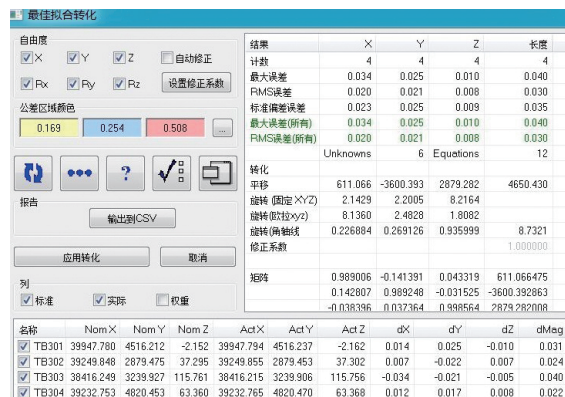 最佳拟合转化
自由度
X Y Z 自动修正
Rx Ry Rz 设置修正系数
公差区域颜色
0.169 0.254 0.508 ...
?
报告
输出到CSV
应用转化 取消
列
标准 实际 权重
结果 X Y Z 长度
计数 4 4 4 4
最大误差 0.034 0.025 0.010 0.040
RMS误差 0.020 0.021 0.008 0.030
标准偏差误差 0.023 0.025 0.009 0.035
最大误差(所有) 0.034 0.025 0.010 0.040
RMS误差(所有) 0.020 0.021 0.008 0.030
Unknowns 6 Equations 12
转化
平移 611.066 -3600.393 2879.282 4650.430
旋转 (固定 XYZ) 2.1429 2.2005 8.2164
旋转(欧拉xyz) 8.1360 2.4828 1.8082
旋转(角轴线 0.226884 0.269126 0.935999 8.7321
修正系数 1.000000
矩阵 0.989006 -0.141391 0.043319 611.066475
0.142807 0.989248 -0.031525 -3600.392863
-0.038396 0.037364 0.998564 2879.282008
名称 Nom X Nom Y Nom Z Act X Act Y Act Z dX dY dZ dMag
TB301 39947.780 4516.212 -2.152 39947.794 4516.237 -2.162 0.014 0.025 -0.010 0.031
TB302 39249.848 2879.475 37.295 39249.855 2879.453 37.302 0.007 -0.022 0.007 0.024
TB303 38416.249 3239.927 115.761 38416.215 3239.906 115.756 -0.034 -0.021 -0.005 0.040
TB304 39232.753 4820.453 63.360 39232.765 4820.470 63.368 0.012 0.017 0.008 0.022